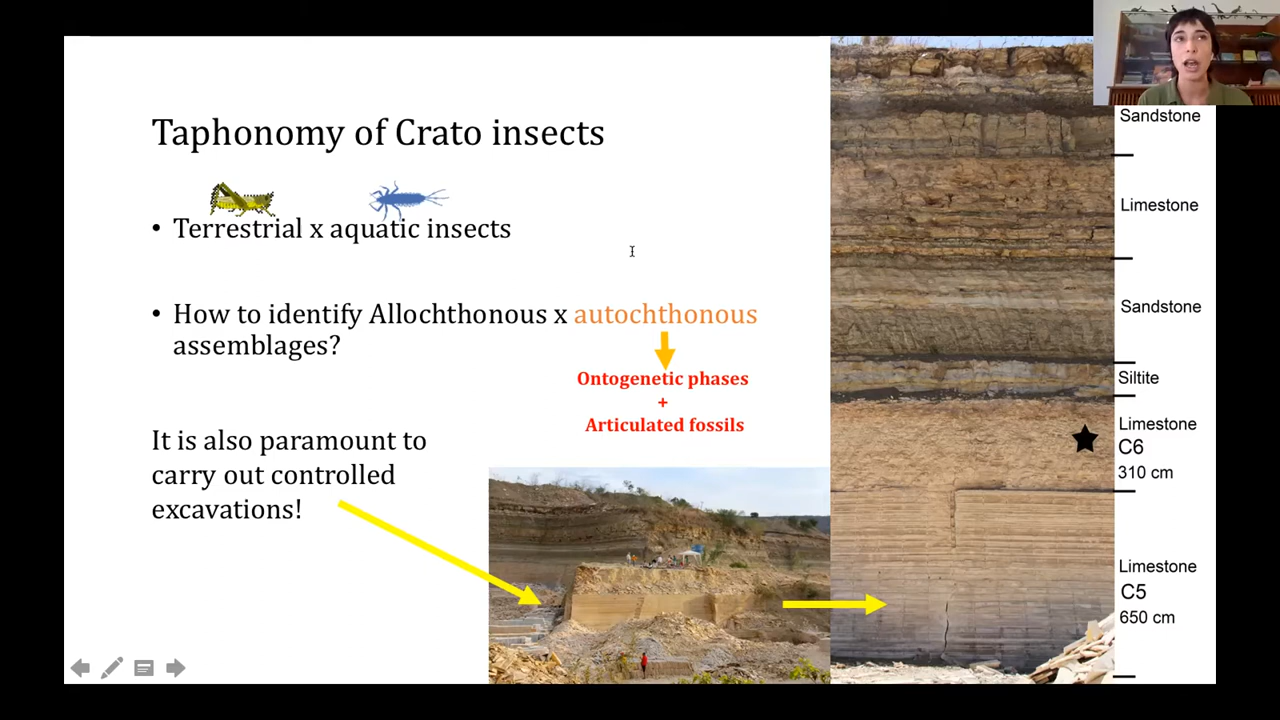 Taphonomy of Crato insects
• Terrestrial x aquatic insects
• How to identify Allochthonous x autochthonous
assemblages?
Ontogenetic phases
+
Articulated fossils
It is also paramount to
carry out controlled
excavations!
Sandstone
Limestone
Sandstone
Siltite
Limestone
C6
310 cm
Limestone
C5
650 cm